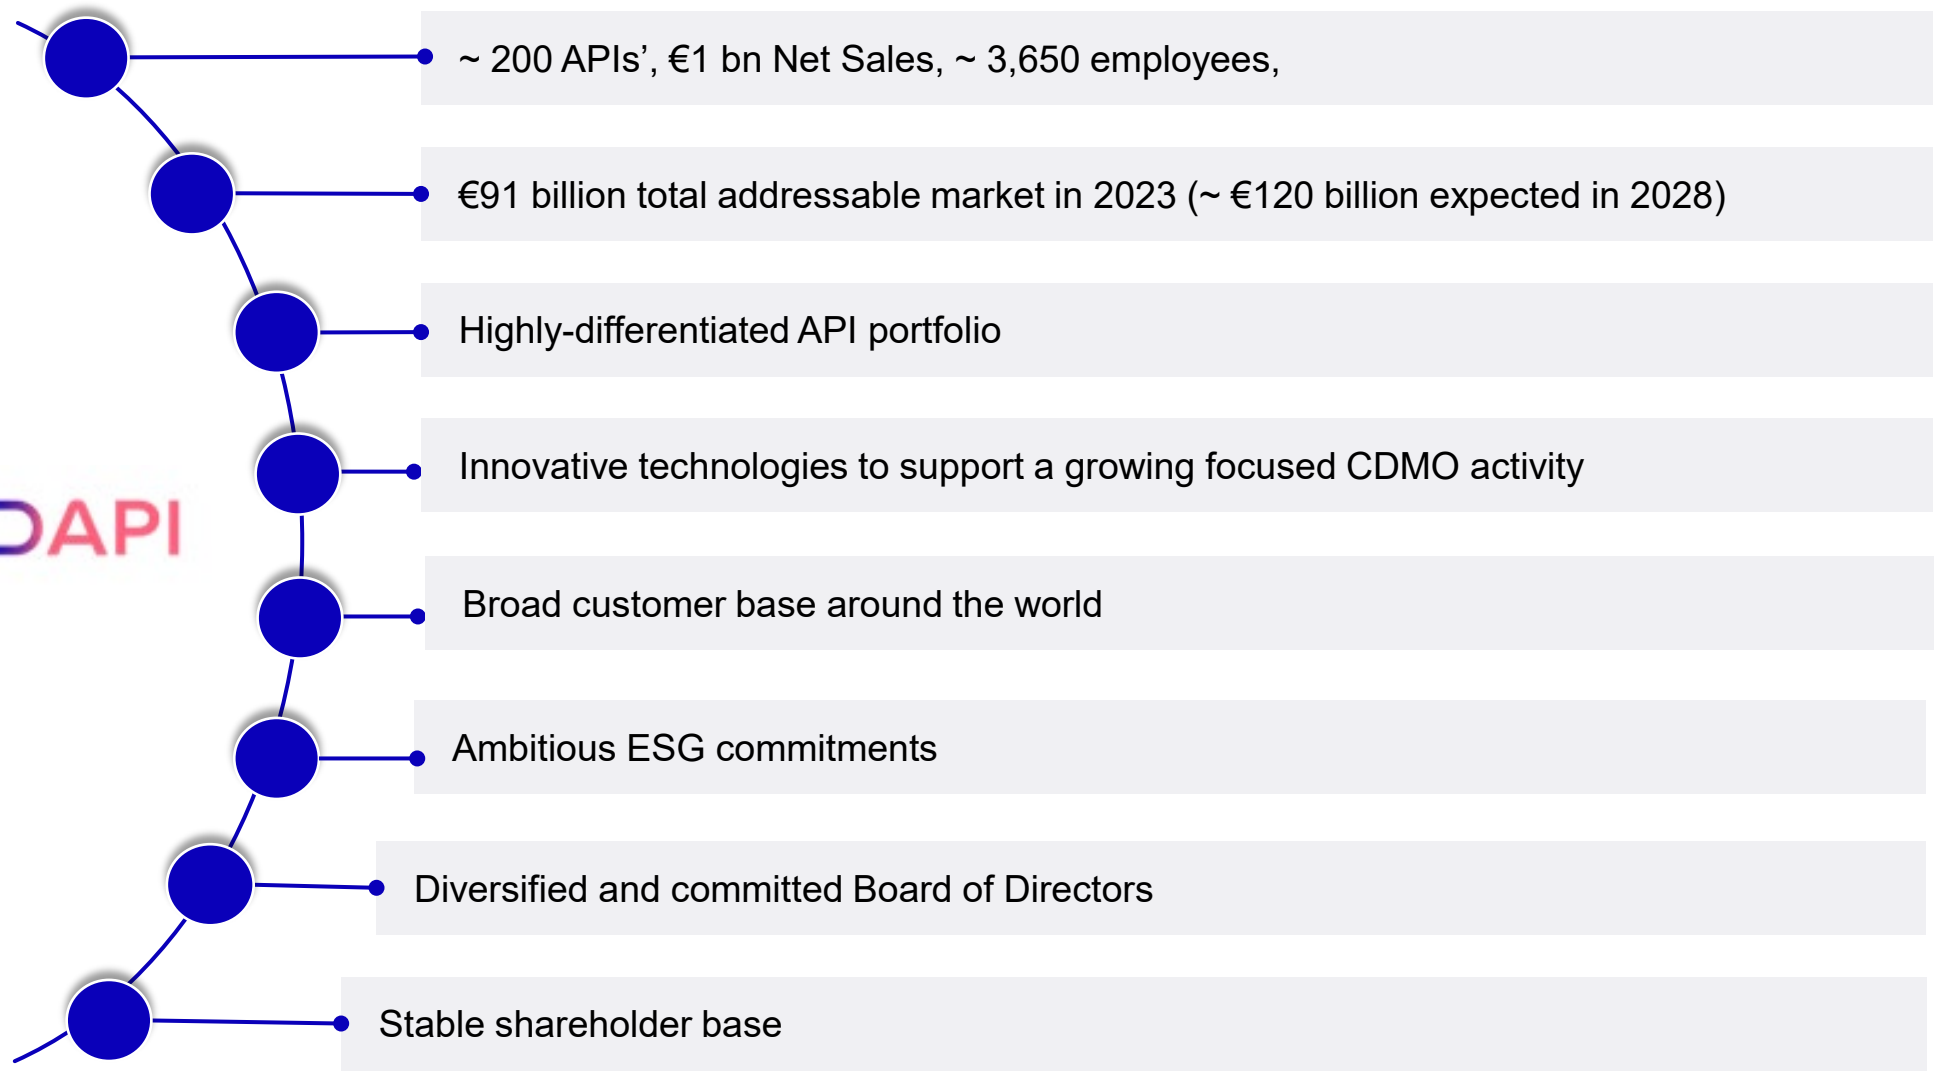 ~ 200 APIs’, €1 bn Net Sales, ~ 3,650 employees,
€91 billion total addressable market in 2023 (~ €120 billion expected in 2028)
Highly-differentiated API portfolio
Innovative technologies to support a growing focused CDMO activity
DAPI
Broad customer base around the world
Ambitious ESG commitments
Diversified and committed Board of Directors
Stable shareholder base